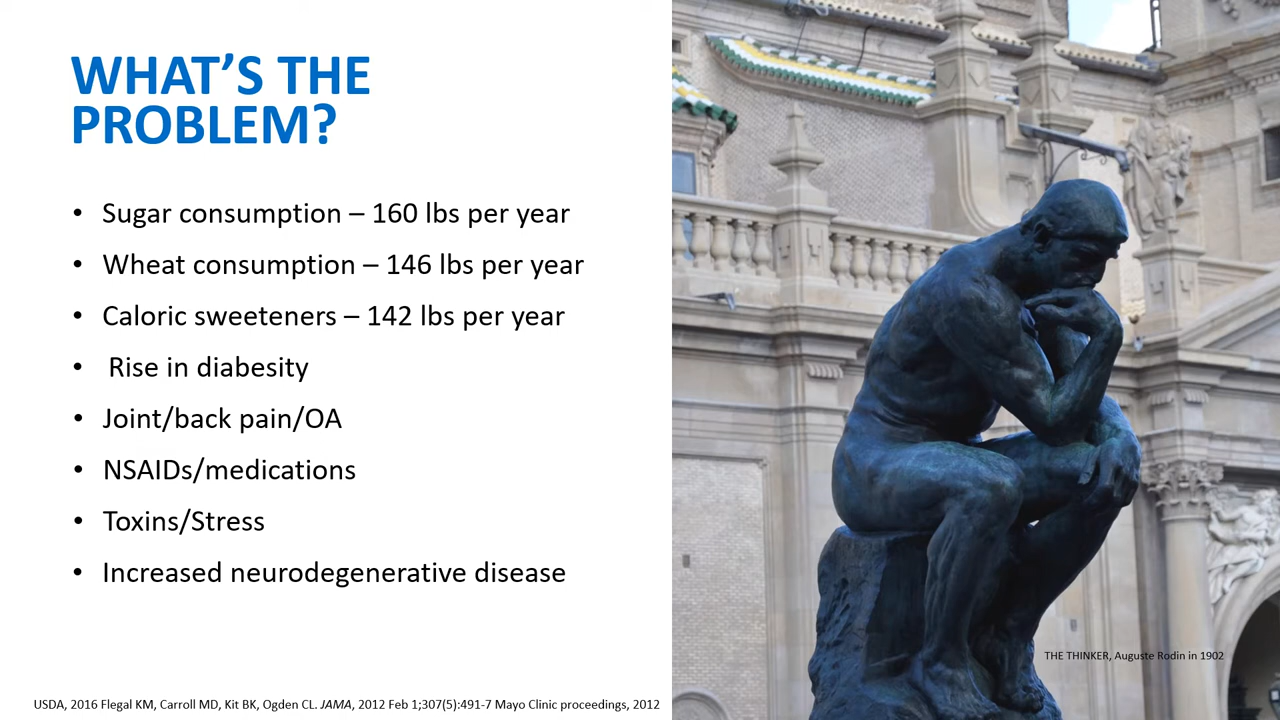 WHAT'S THE
PROBLEM?
• Sugar consumption – 160 lbs per year
• Wheat consumption – 146 lbs per year
• Caloric sweeteners – 142 lbs per year
• Rise in diabesity
• Joint/back pain/OA
• NSAIDs/medications
• Toxins/Stress
• Increased neurodegenerative disease
THE THINKER, Auguste Rodin in 1902
USDA, 2016 Flegal KM, Carroll MD, Kit BK, Ogden CL. JAMA, 2012 Feb 1;307(5):491-7 Mayo Clinic proceedings, 2012